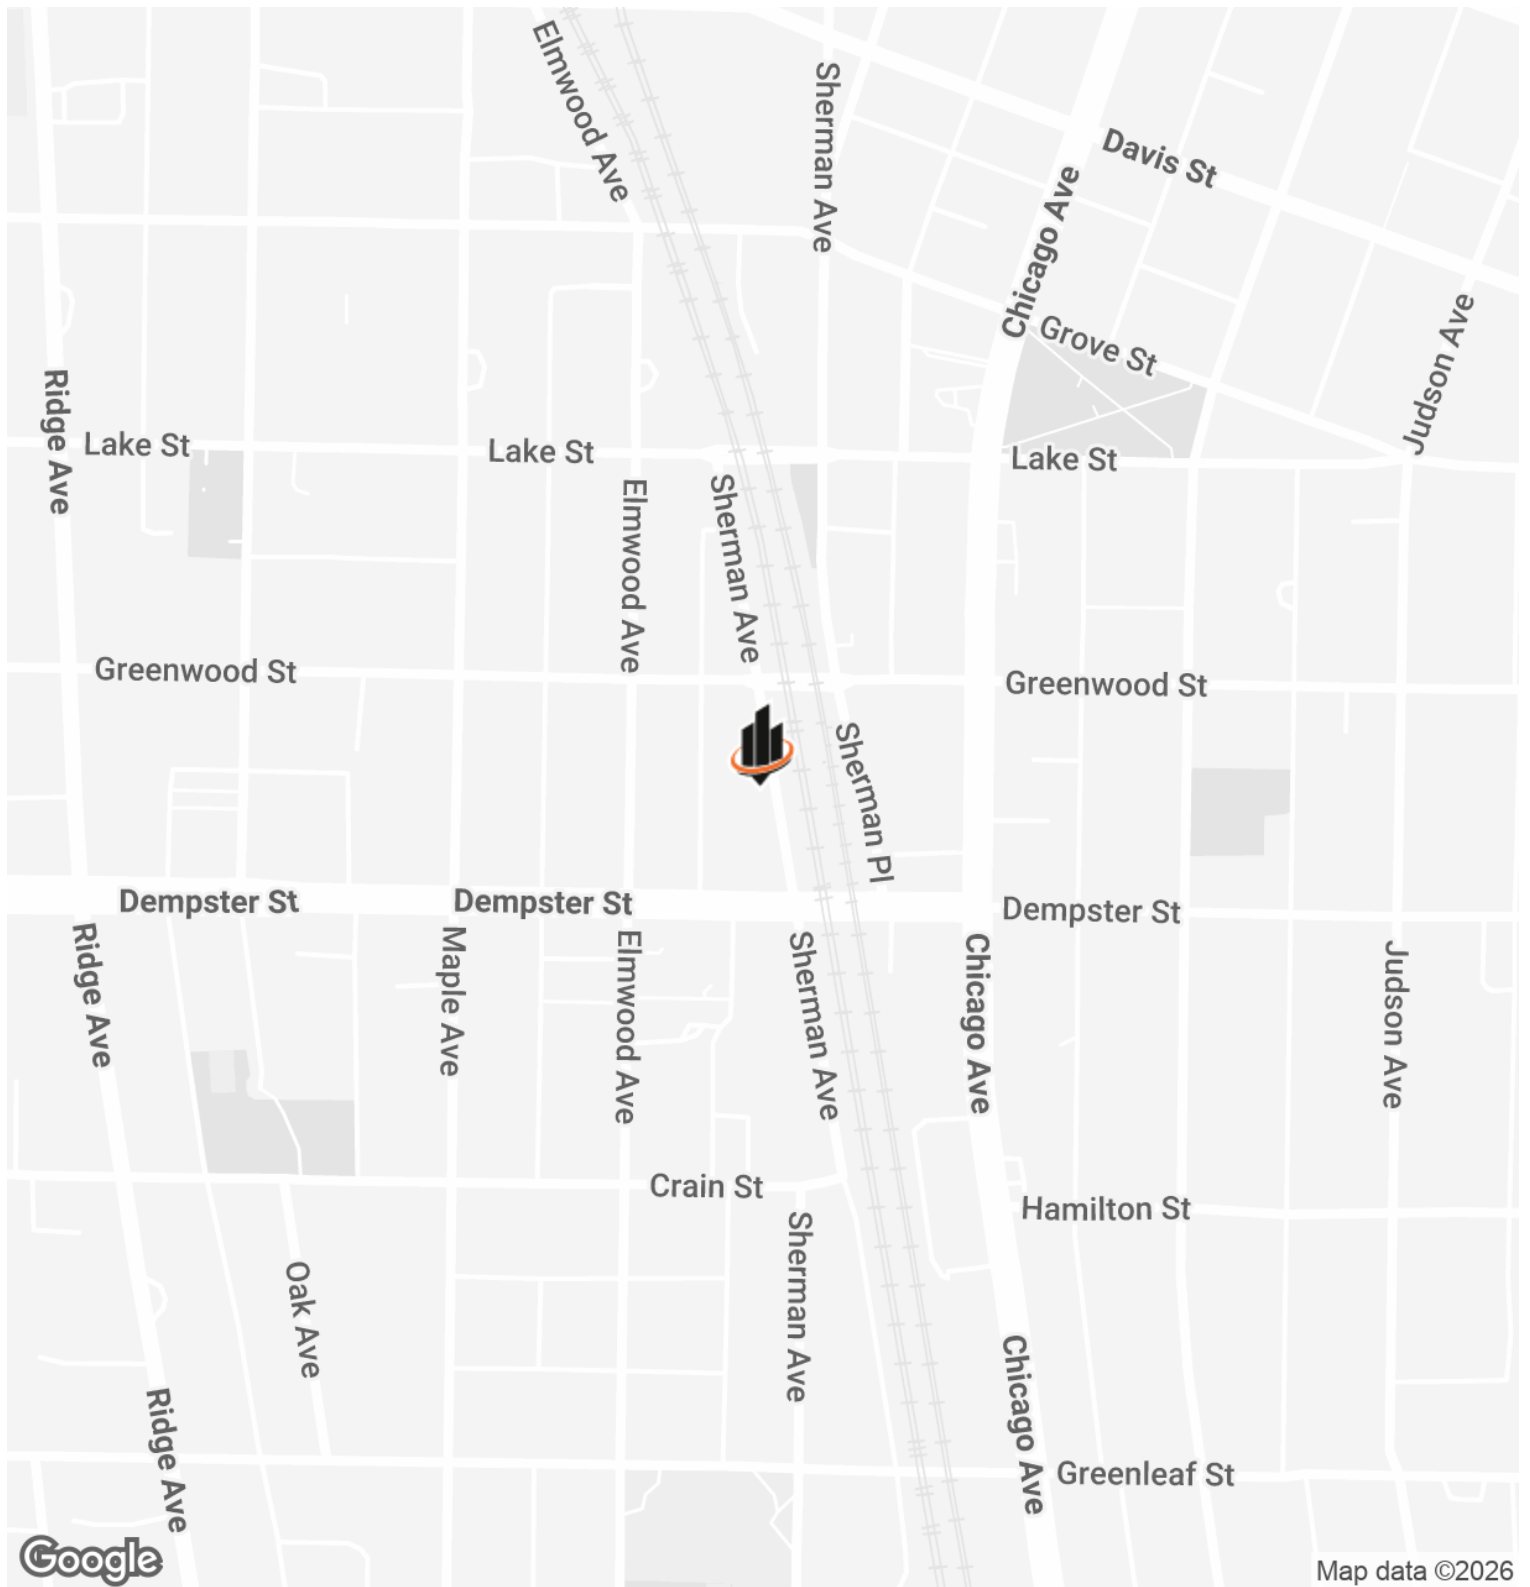 Elmwood Ave
Sherman Ave
Davis St
Chicago Ave
Grove St
Judson Ave
Ridge Ave
Lake St
Lake St
Lake St
Elmwood Ave
Sherman Ave
Greenwood St
Greenwood St
Sherman Pl
Dempster St
Dempster St
Dempster St
Ridge Ave
Maple Ave
Elmwood Ave
Sherman Ave
Chicago Ave
Judson Ave
Crain St
Hamilton St
Sherman Ave
Oak Ave
Chicago Ave
Ridge Ave
Greenleaf St
Google
Map data ©2026